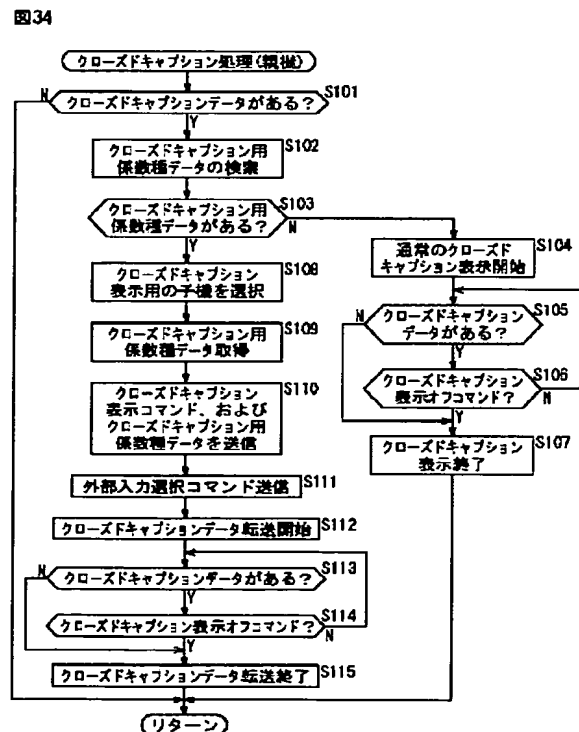 図34
クローズドキャプション処理(親機)
N
クローズドキャプションデータがある?
S101
Y
クローズドキャプション用
係数種データの検索
S102
クローズドキャプション用
係数種データがある?
S103
N
Y
通常のクローズド
キャプション表示開始
S104
クローズドキャプション
表示用の子機を選択
S108
N
クローズドキャプション
データがある?
S105
Y
クローズドキャプション用
係数種データ取得
S109
クローズドキャプション
表示オフコマンド?
S106
N
Y
クローズドキャプション
表示コマンド、および
クローズドキャプション用
係数種データを送信
S110
クローズドキャプション
表示終了
S107
外部入力選択コマンド送信
S111
クローズドキャプションデータ転送開始
S112
N
クローズドキャプションデータがある?
S113
Y
クローズドキャプション表示オフコマンド?
S114
N
Y
クローズドキャプションデータ転送終了
S115
リターン